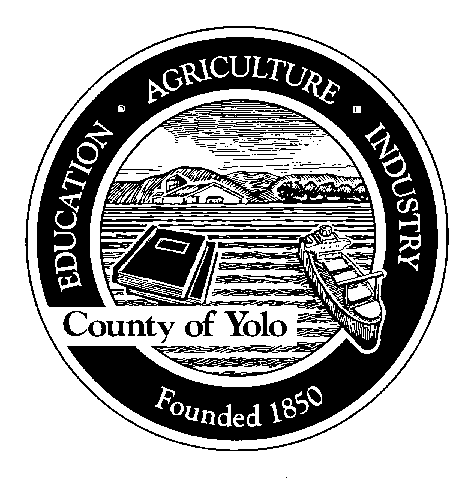 EDUCATION • AGRICULTURE • INDUSTRY
County of Yolo
Founded 1850